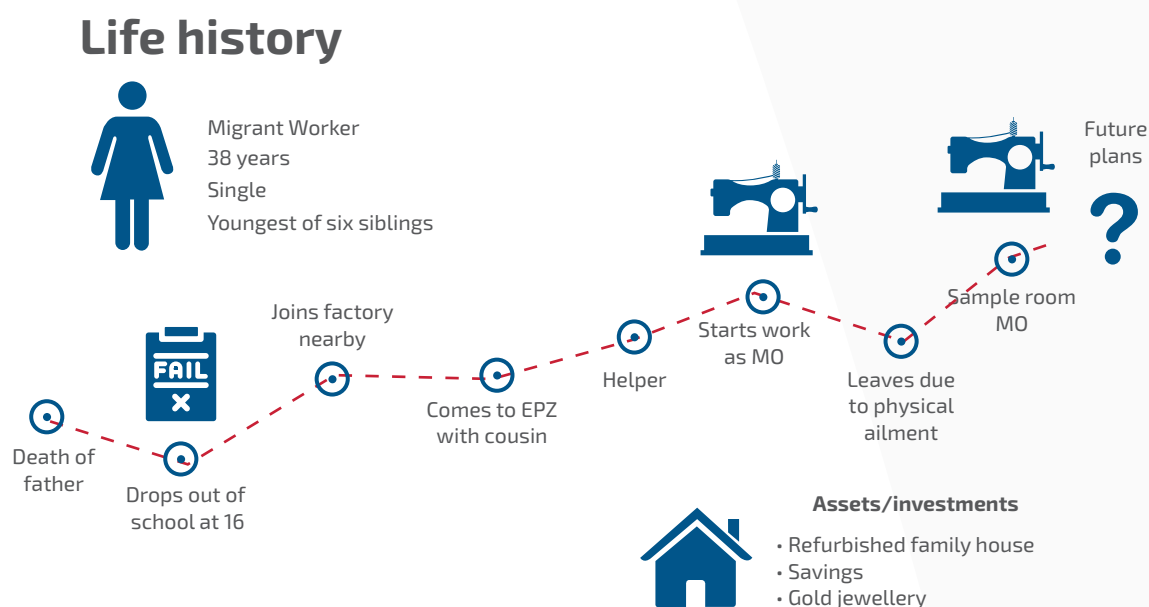 Life history
Migrant Worker
38 years
Single
Youngest of six siblings
Death of
father
FAIL
Drops out of
school at 16
Joins factory
nearby
Comes to EPZ
with cousin
Helper
Starts work
as MO
Leaves due
to physical
ailment
Sample room
MO
Future
plans
?
Assets/investments
• Refurbished family house
• Savings
• Gold jewellery